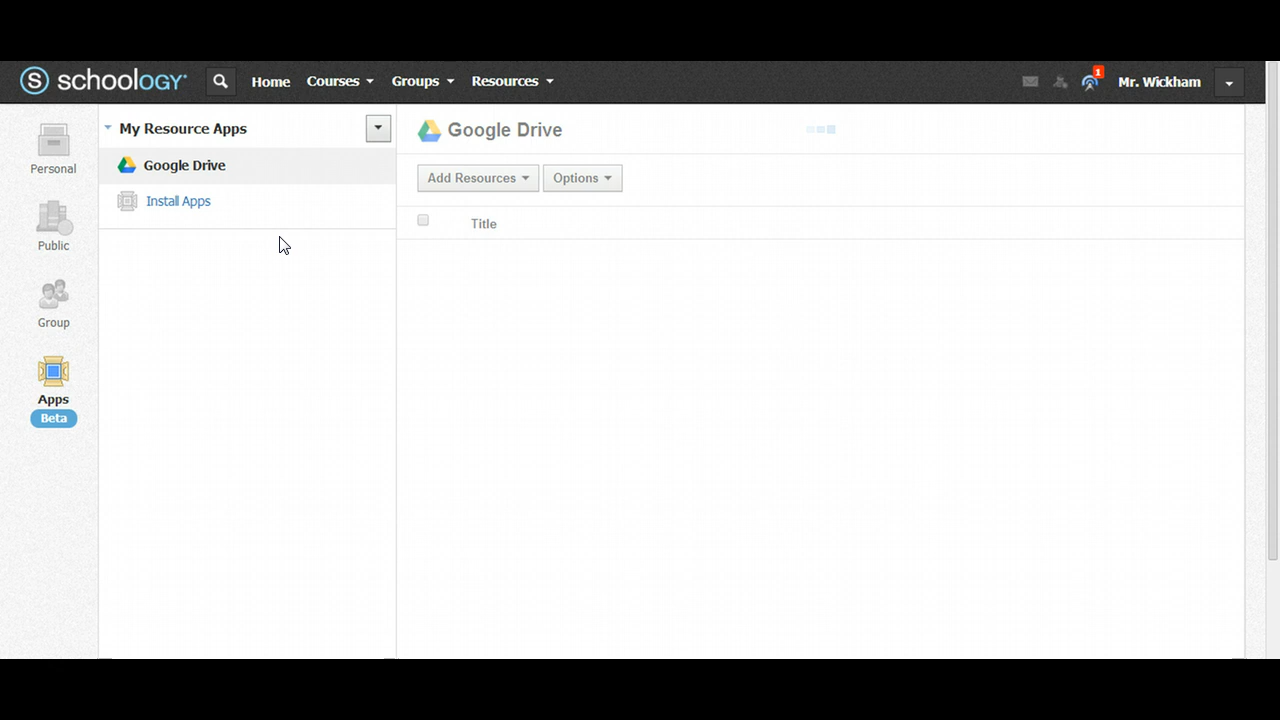 schoology Home Courses Groups Resources 1 Mr. Wickham
Personal
Public
Group
Apps
Beta
My Resource Apps
Google Drive
Install Apps
Google Drive
Add Resources Options
Title